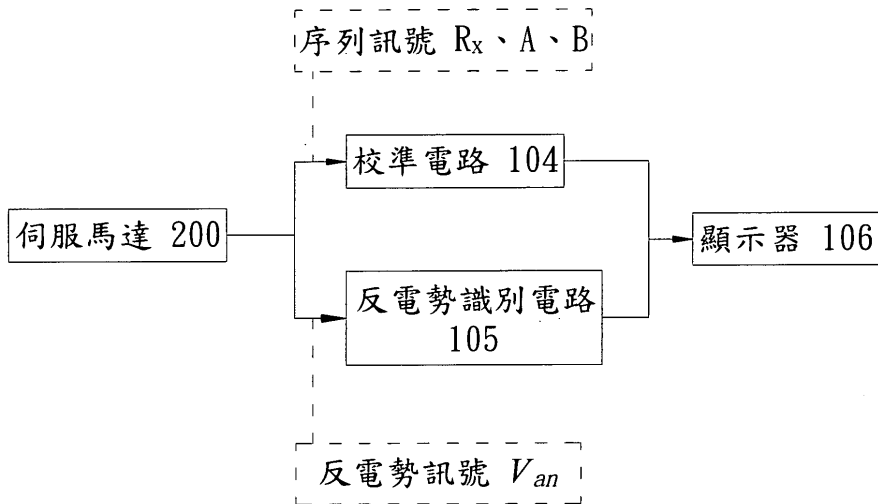 序列訊號 Rx、A、B
校準電路 104
伺服馬達 200
顯示器 106
反電勢識別電路
105
反電勢訊號 Van